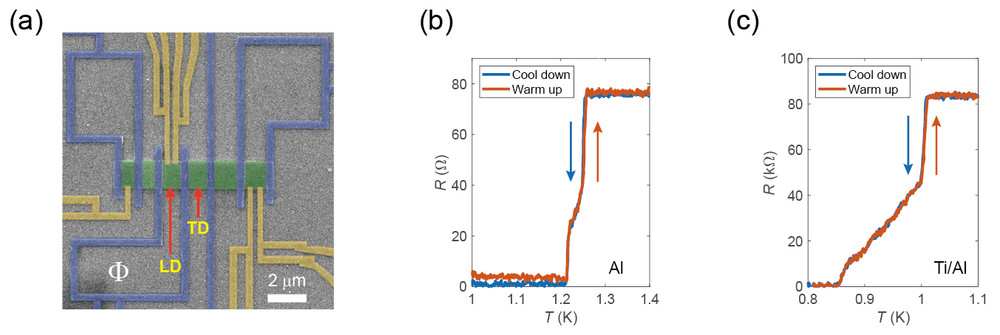 (a)
LD
TD
Φ
2 μm
(b)
Cool down
Warm up
R (Ω)
80
60
40
20
0
1
1.1
1.2
1.3
1.4
T (K)
Al
(c)
Cool down
Warm up
R (kΩ)
100
80
60
40
20
0
0.8
0.9
1
1.1
T (K)
Ti/Al